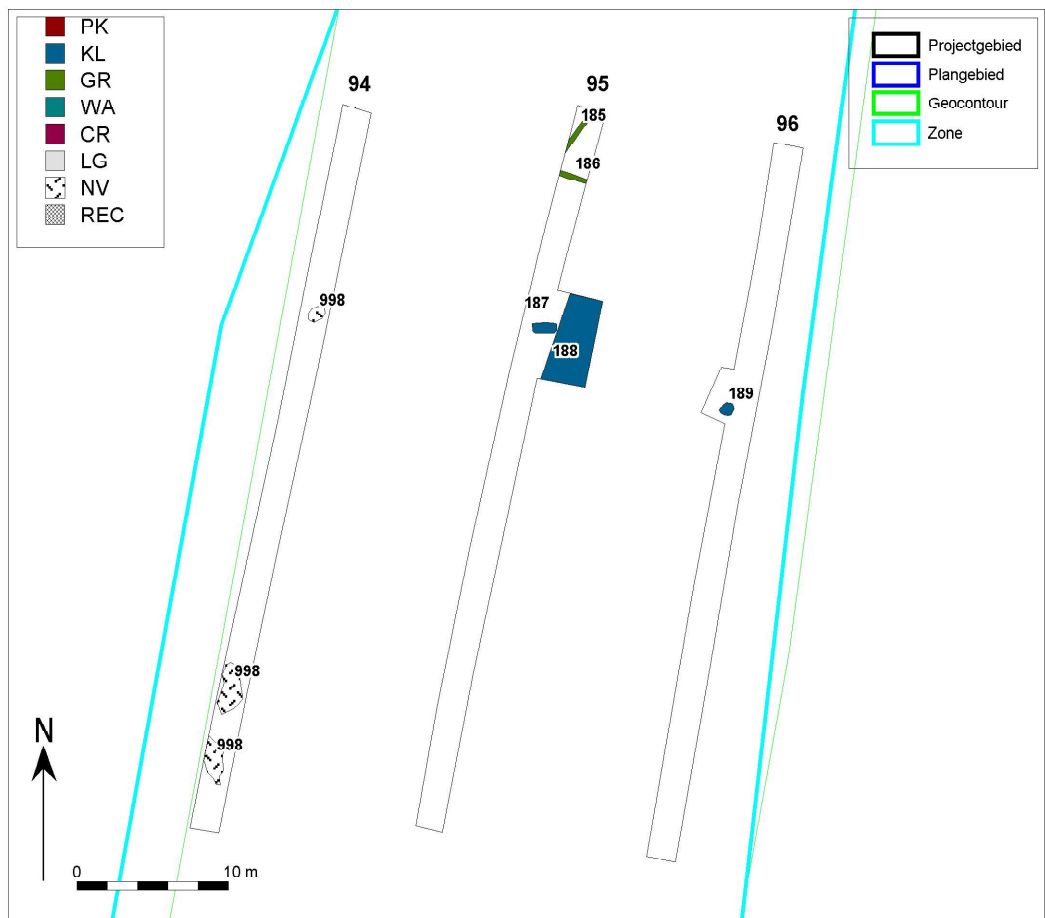 PK
KL
GR
WA
CR
LG
NV
REC
Projectgebied
Plangebied
Geocontour
Zone
94
95
96
185
186
998
187
188
189
998
998
N
0 10 m